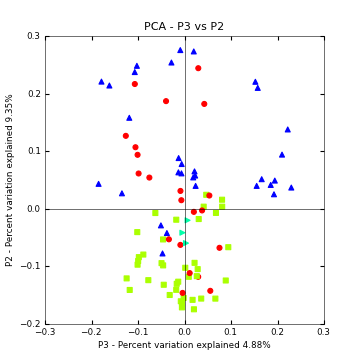 PCA - P3 vs P2
0.3
0.2
0.1
0.0
−0.1
−0.2
−0.3 −0.2 −0.1 0.0 0.1 0.2 0.3
P2 - Percent variation explained 9.35%
P3 - Percent variation explained 4.88%